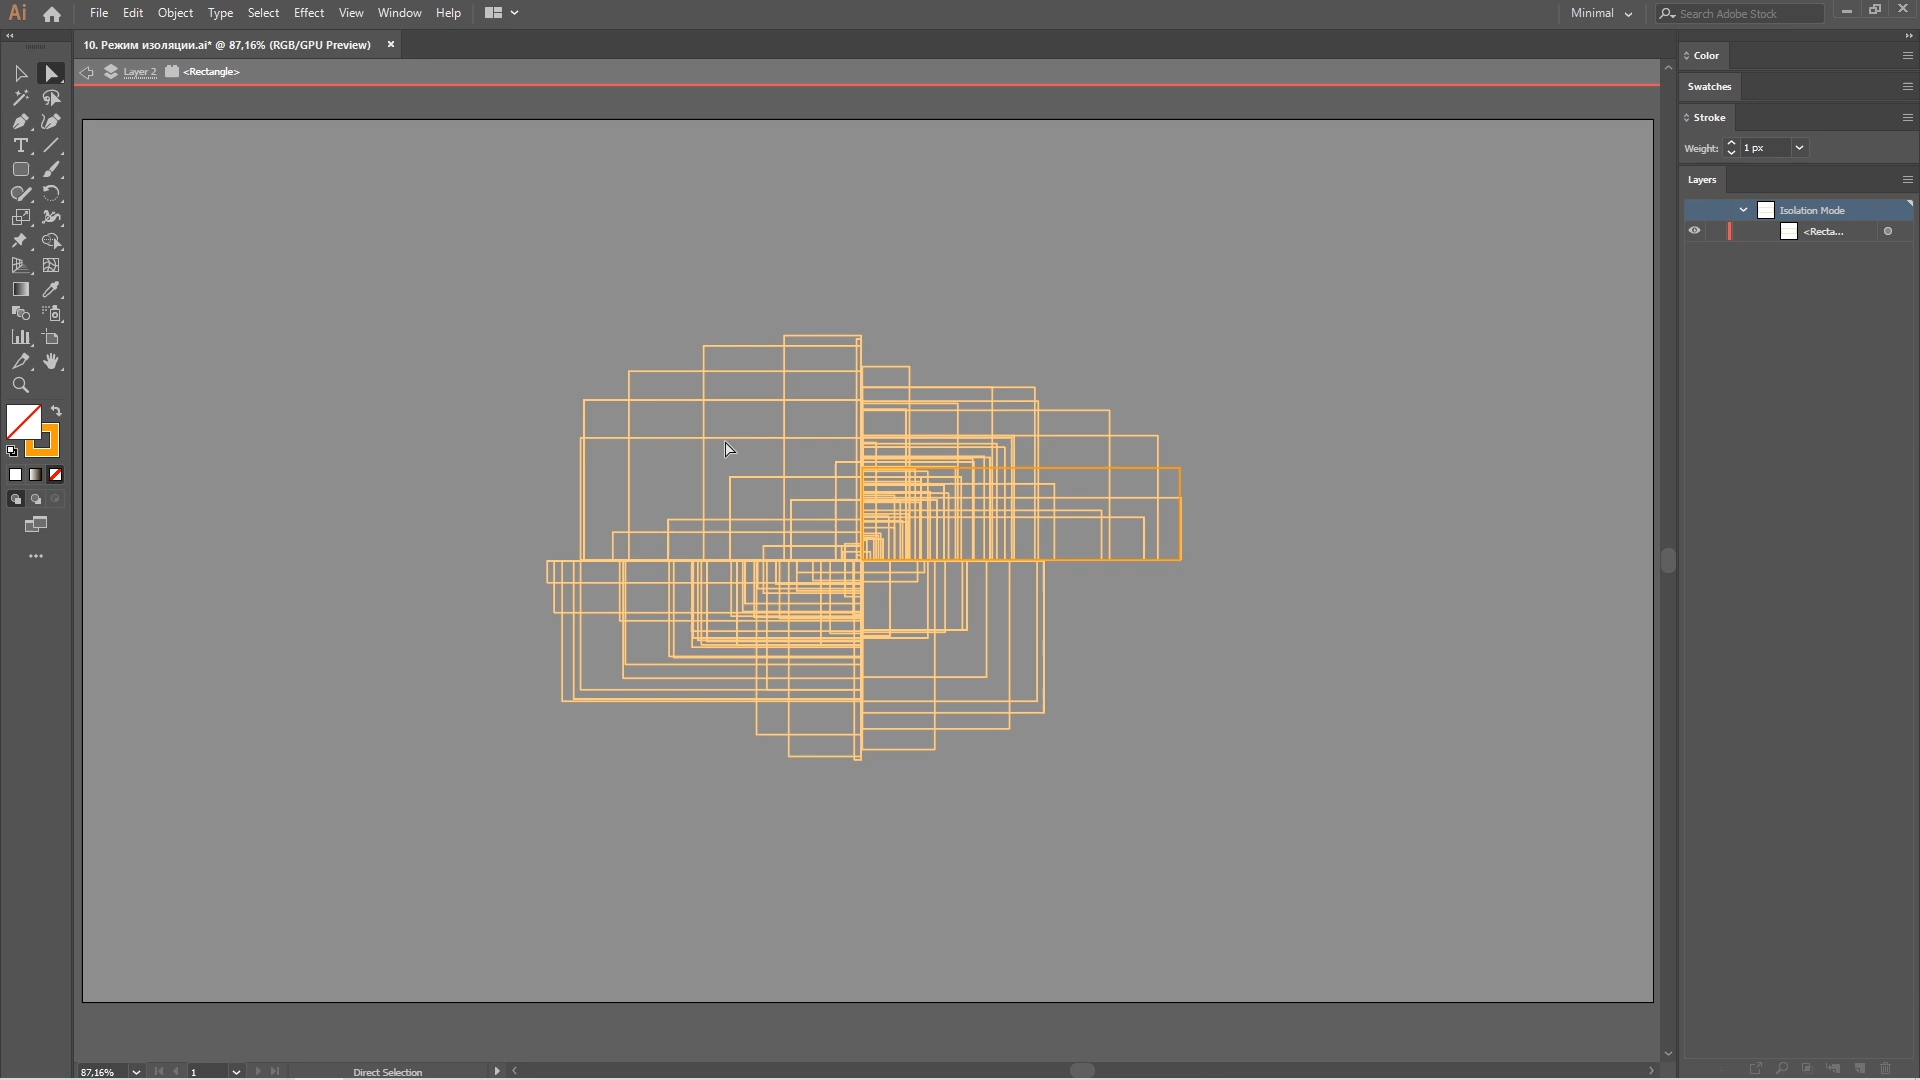 Ai File Edit Object Type Select Effect View Window Help Minimal Search Adobe Stock
10. Режим изоляции.ai* @ 87,16% (RGB/GPU Preview)
Layer 2 <Rectangle>
Color
Swatches
Stroke
Weight: 1 px
Layers
Isolation Mode
<Recta...
87,16% 1 Direct Selection